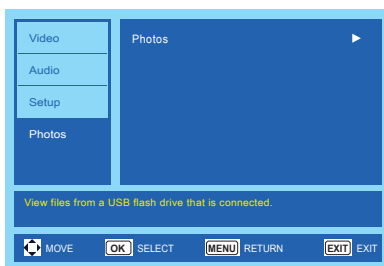 Video
Photos ►
Audio
Setup
Photos
View files from a USB flash drive that is connected.
MOVE OK SELECT MENU RETURN EXIT EXIT